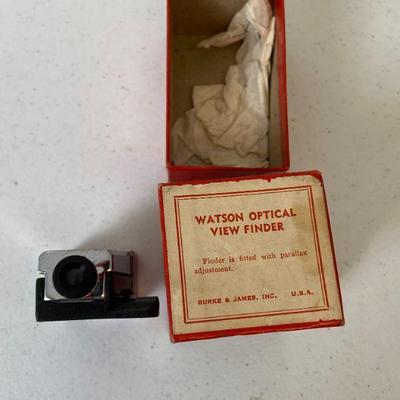 WATSON OPTICAL
VIEW FINDER
Finder is fitted with parallax
adjustment.
BURKE & JAMES, INC. U.S.A.